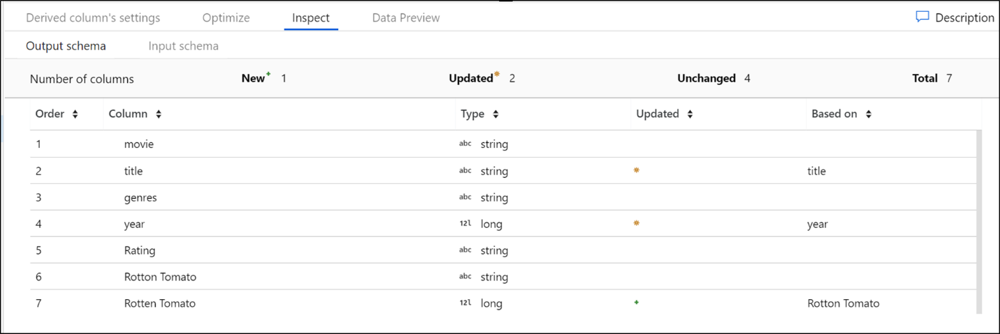 Derived column's settings Optimize Inspect Data Preview Description
Output schema Input schema
Number of columns New+ 1 Updated* 2 Unchanged 4 Total 7
Order Column Type Updated Based on
1 movie abc string
2 title abc string * title
3 genres abc string
4 year 12l long * year
5 Rating abc string
6 Rotton Tomato abc string
7 Rotten Tomato 12l long + Rotton Tomato